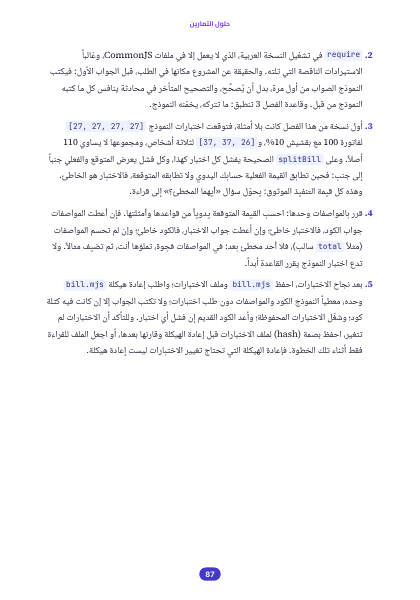 حلول التمارين
2. require في تشغيل النسخة العربية، الذي لا يعمل إلا في ملفات CommonJS، وغالباً
الاستيرادات الناقصة التي تلته. والحقيقة عن المشروع مكانها في الطلب، قبل الجواب الأول: فيكتب
النموذج الصواب من أول مرة، بدل أن يُصحَّح، والتصحيح المتأخر في محادثة ينافس كل ما كتبه
النموذج من قبل. وقاعدة الفصل 3 تنطبق: ما تتركه، يخمّنه النموذج.
3. أول نسخة من هذا الفصل كانت بلا أمثلة، فتوقعت اختبارات النموذج [27, 27, 27, 27]
لفاتورة 100 مع بقشيش 10%، و [37, 37, 26] لثلاثة أشخاص، ومجموعها لا يساوي 110
أصلاً. وعلى splitBill الصحيحة يفشل كل اختبار كهذا، وكل فشل يعرض المتوقع والفعلي جنباً
إلى جنب: فحين تطابق القيمة الفعلية حسابك اليدوي ولا تطابقه المتوقعة، فالاختبار هو الخاطئ.
وهذه كل قيمة التنفيذ الموثوق: يحوّل سؤال «أيهما المخطئ؟» إلى قراءة.
4. قرر بالمواصفات وحدها: احسب القيمة المتوقعة يدوياً من قواعدها وأمثلتها. فإن أعطت المواصفات
جواب الكود، فالاختبار خاطئ؛ وإن أعطت جواب الاختبار، فالكود خاطئ؛ وإن لم تحسم المواصفات
(مثلاً total سالب)، فلا أحد مخطئ بعد: في المواصفات فجوة، تملؤها أنت، ثم تضيف مثالاً. ولا
تدع اختبار النموذج يقرر القاعدة أبداً.
5. بعد نجاح الاختبارات، احفظ bill.mjs وملف الاختبارات؛ واطلب إعادة هيكلة bill.mjs
وحده، معطياً النموذج الكود والمواصفات دون طلب اختبارات؛ ولا تكتب الجواب إلا إن كانت فيه كتلة
كود؛ وشغّل الاختبارات المحفوظة؛ وأعد الكود القديم إن فشل أي اختبار. وللتأكد أن الاختبارات لم
تتغير، احفظ بصمة (hash) لملف الاختبارات قبل إعادة الهيكلة وقارنها بعدها، أو اجعل الملف للقراءة
فقط أثناء تلك الخطوة. فإعادة الهيكلة التي تحتاج تغيير الاختبارات ليست إعادة هيكلة.
87